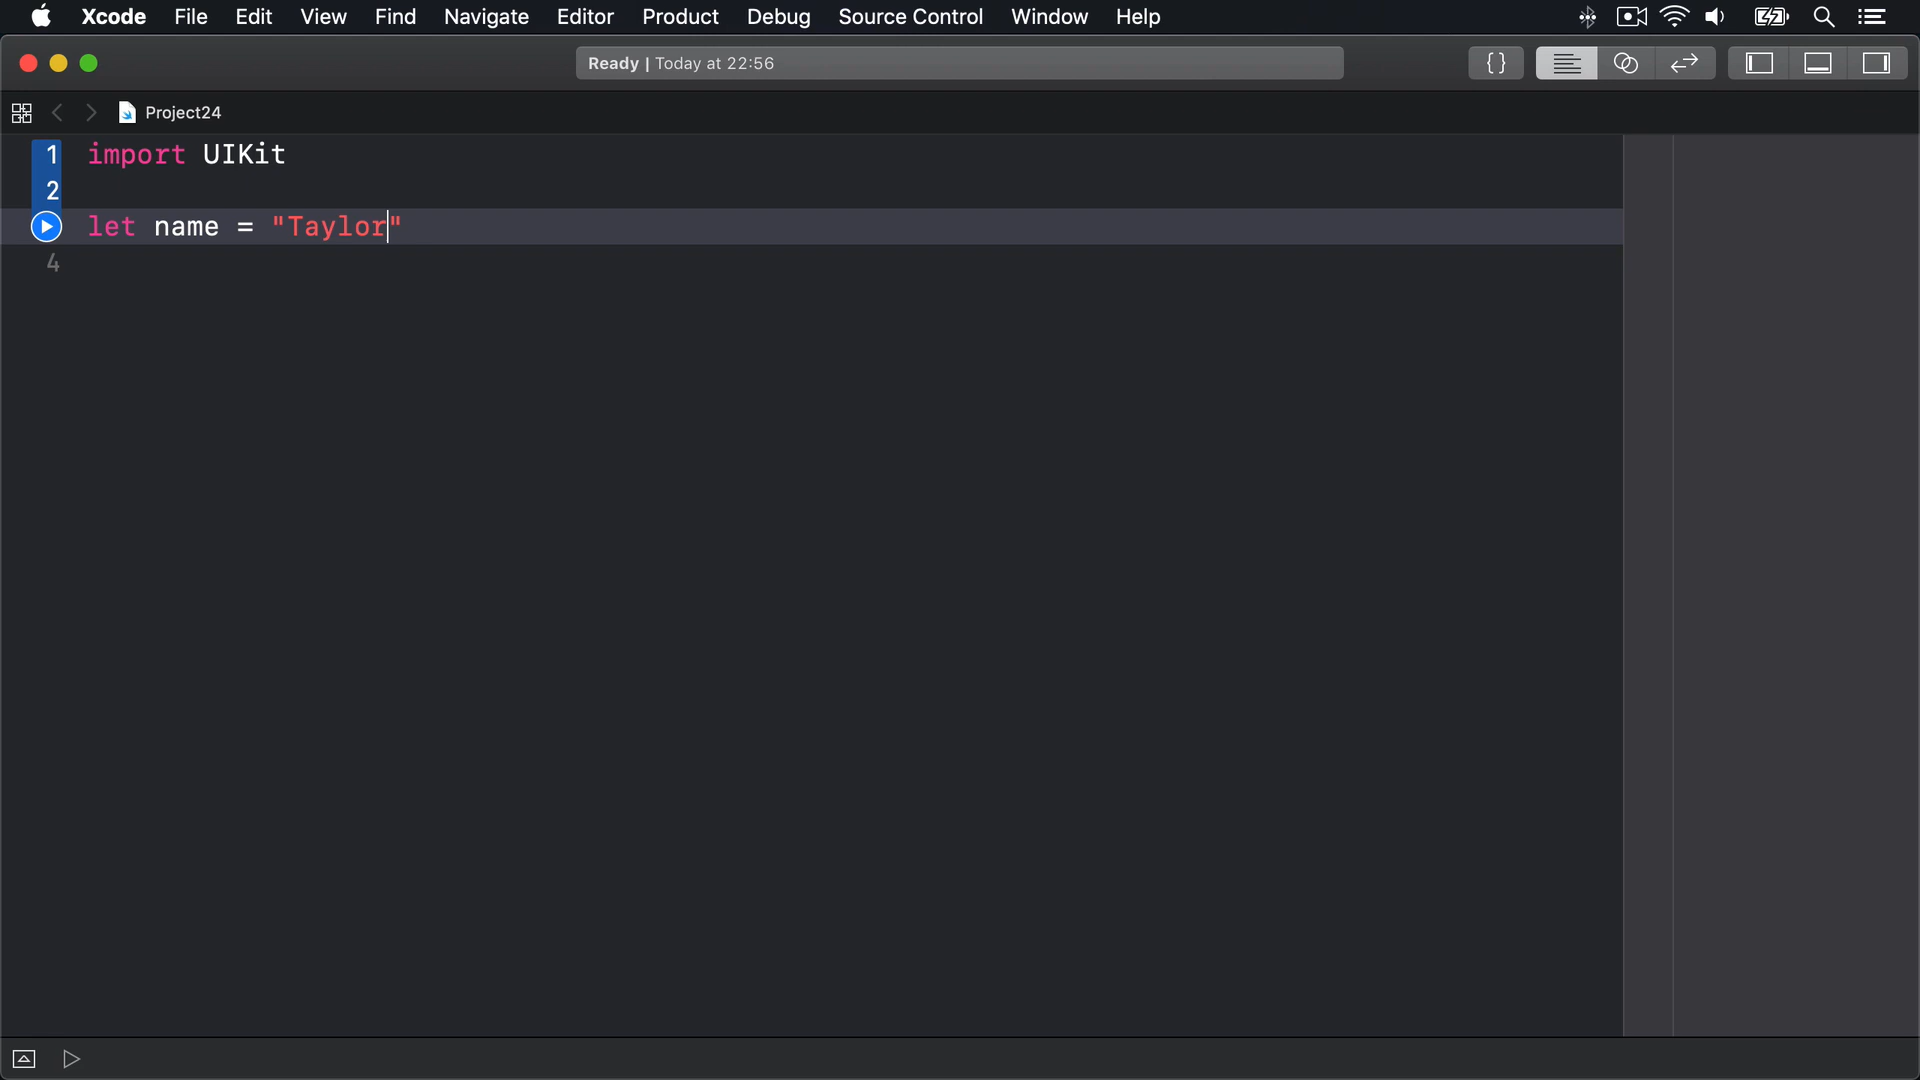 Xcode File Edit View Find Navigate Editor Product Debug Source Control Window Help
Ready | Today at 22:56
{}
Project24
1 import UIKit
2
let name = "Taylor"
4